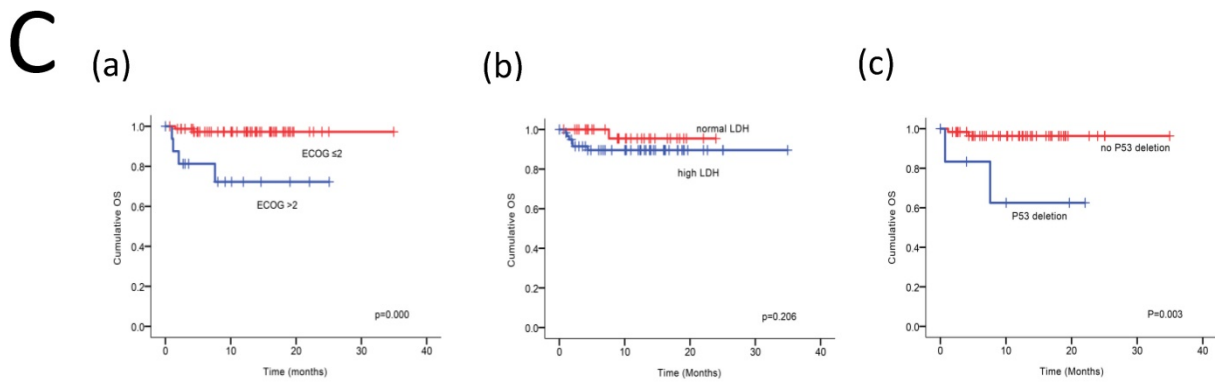 C
(a)
Cumulative OS
1.0
0.8
0.6
0.4
0.2
0.0
ECOG ≤2
ECOG >2
p=0.000
0 10 20 30 40
Time (months)
(b)
Cumulative OS
1.0
0.8
0.6
0.4
0.2
0.0
normal LDH
high LDH
p=0.206
0 10 20 30 40
Time (Months)
(c)
Cumulative OS
1.0
0.8
0.6
0.4
0.2
0.0
no P53 deletion
P53 deletion
P=0.003
0 10 20 30 40
Time (Months)